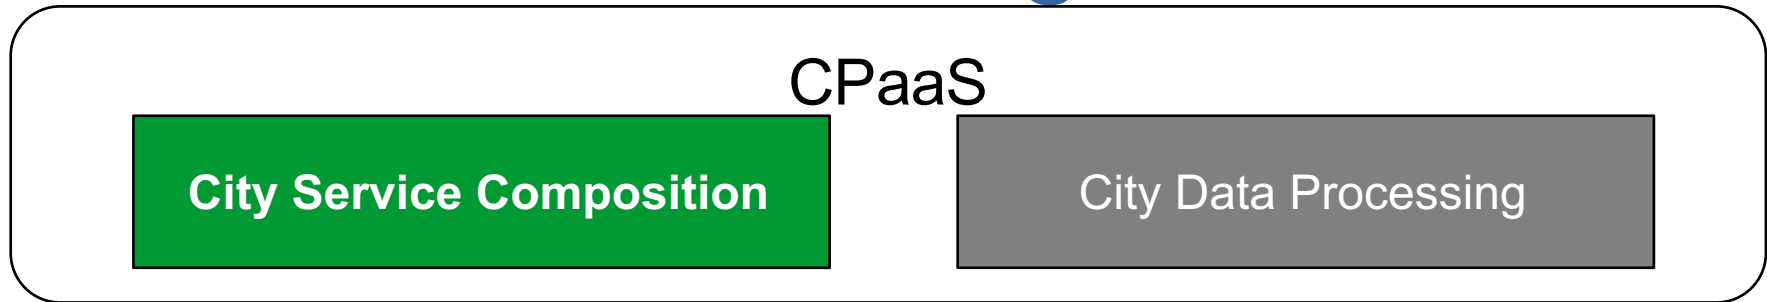 CPaaS
City Service Composition
City Data Processing